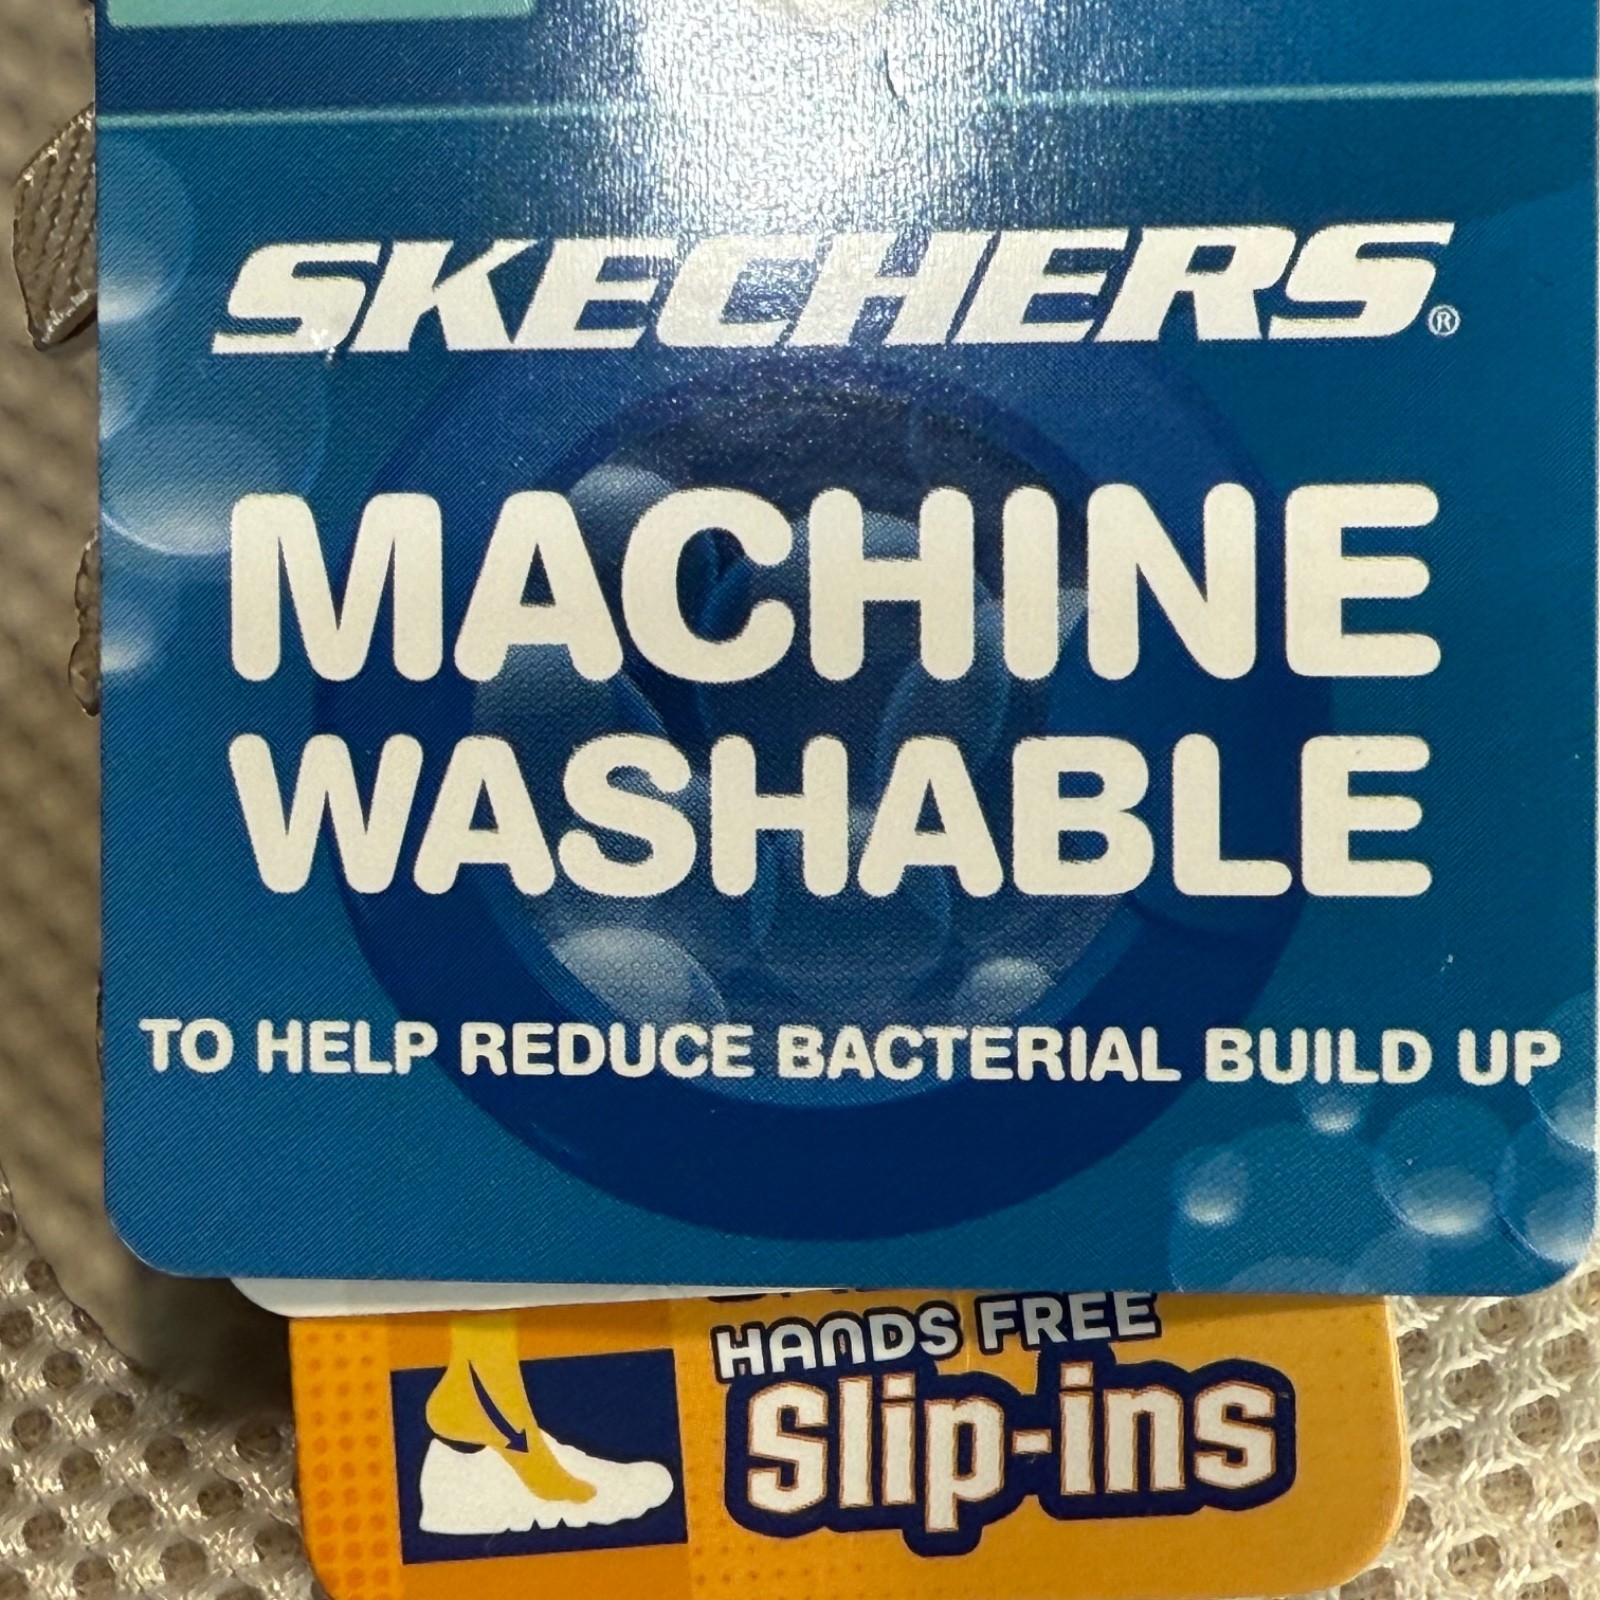 SKECHERS®
MACHINE
WASHABLE
TO HELP REDUCE BACTERIAL BUILD UP
HANDS FREE
Slip-ins